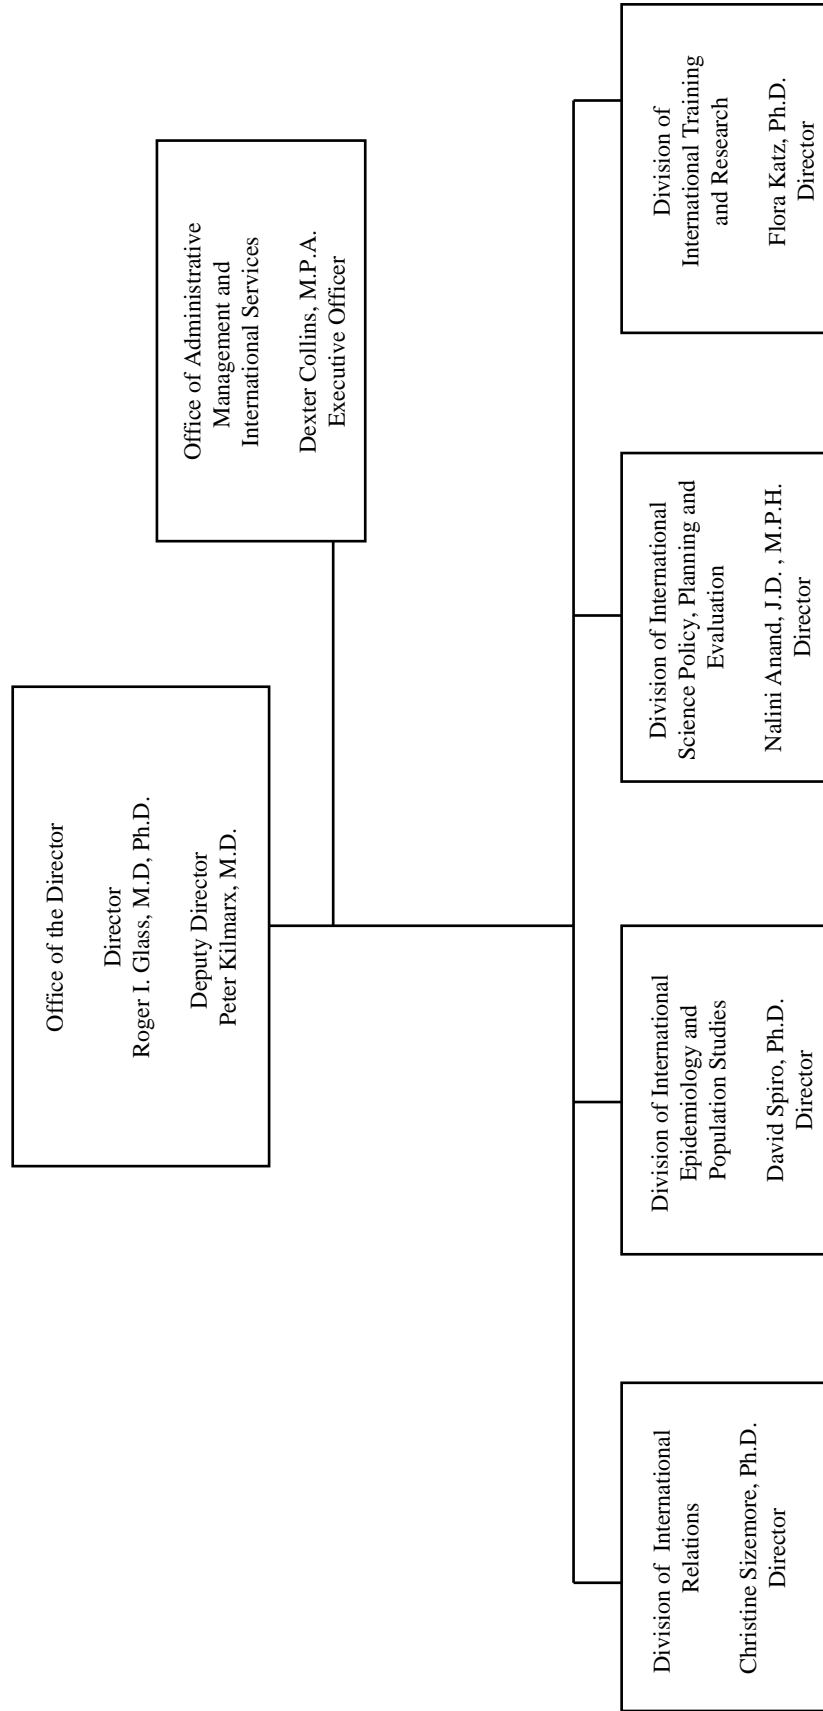 Office of the Director
Director
Roger I. Glass, M.D, Ph.D.
Deputy Director
Peter Kilmarx, M.D.
Office of Administrative
Management and
International Services
Dexter Collins, M.P.A.
Executive Officer
Division of  International
Relations
Christine Sizemore, Ph.D.
Director
Division of International
Epidemiology and
Population Studies
David Spiro, Ph.D.
Director
Division of International
Science Policy, Planning and
Evaluation
Nalini Anand, J.D. , M.P.H.
Director
Division of
International Training
and Research
Flora Katz, Ph.D.
Director